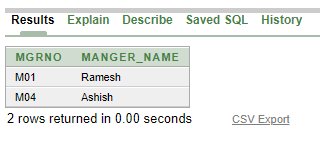 Results Explain Describe Saved SQL History
MGRNO MANGER_NAME
M01 Ramesh
M04 Ashish
2 rows returned in 0.00 seconds CSV Export